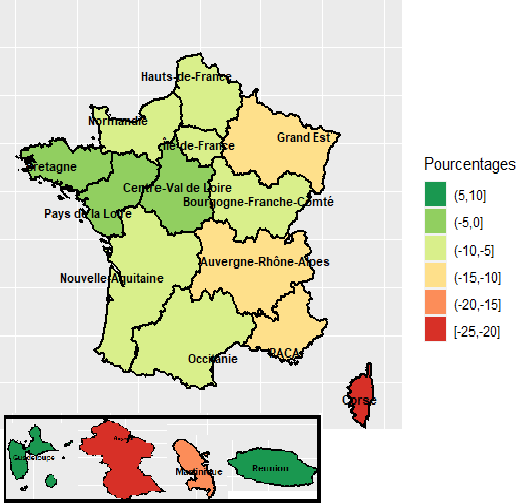 Hauts-de-France
Normandie
Ile-de-France
Grand Est
Bretagne
Centre-Val de Loire
Bourgogne-Franche-Comté
Pays de la Loire
Auvergne-Rhône-Alpes
Nouvelle-Aquitaine
Occitanie
PACA
Corse
Guadeloupe
Martinique
Reunion
Pourcentages
(5,10]
(-5,0]
(-10,-5]
(-15,-10]
(-20,-15]
[-25,-20]